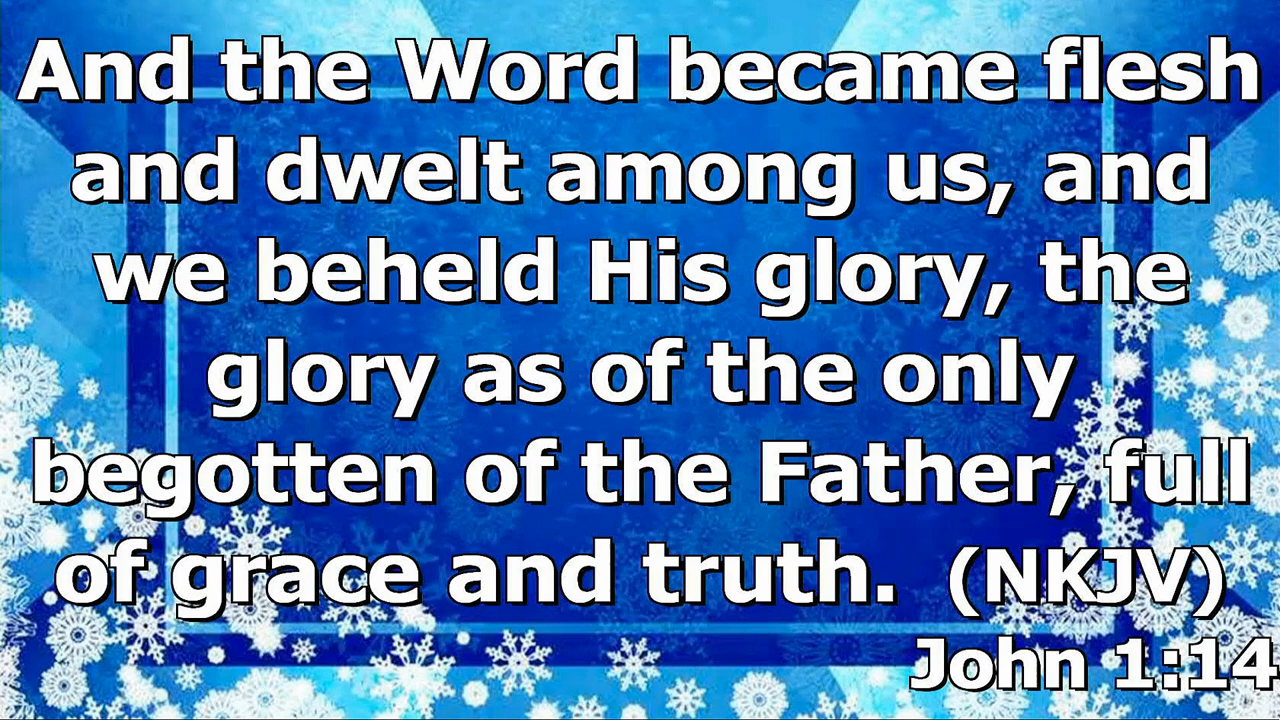 And the Word became flesh
and dwelt among us, and
we beheld His glory, the
glory as of the only
begotten of the Father, full
of grace and truth. (NKJV)
John 1:14